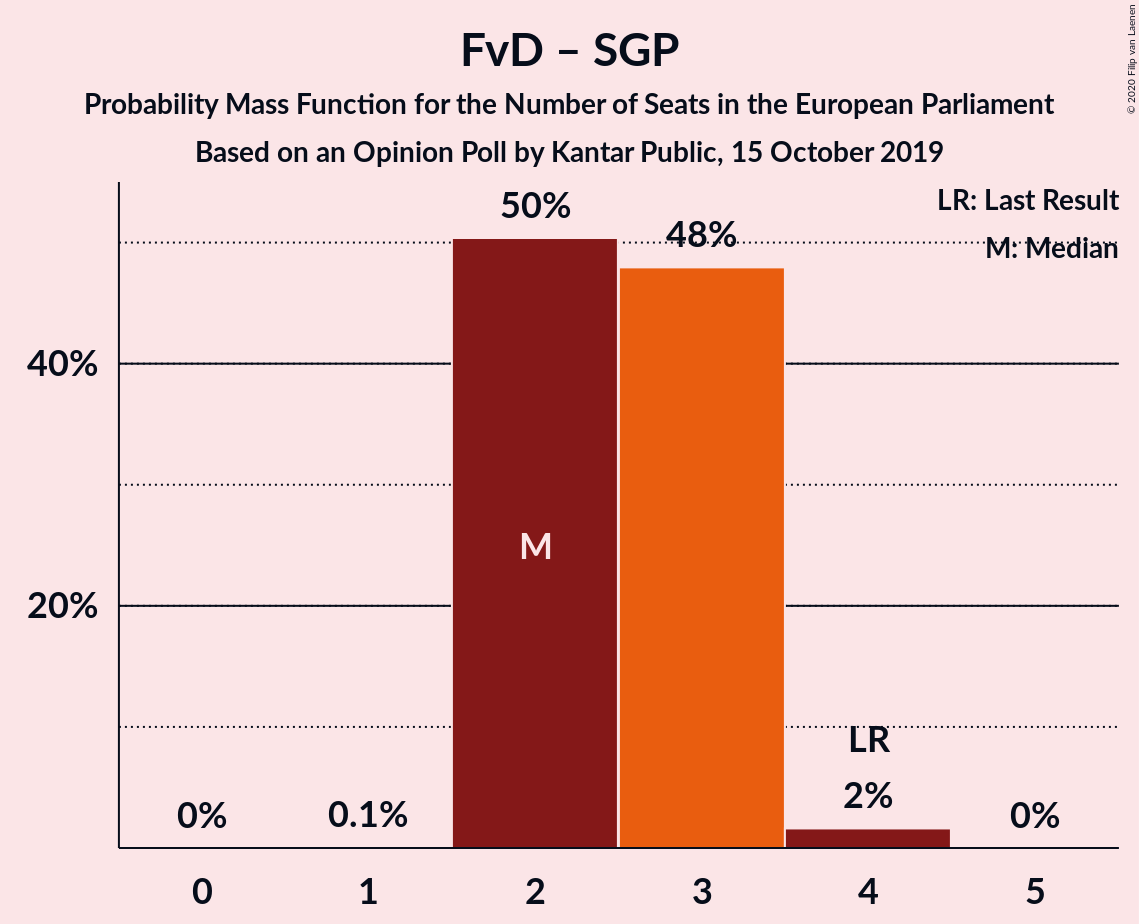 FvD – SGP
Probability Mass Function for the Number of Seats in the European Parliament
Based on an Opinion Poll by Kantar Public, 15 October 2019
© 2020 Filip van Laenen
LR: Last Result
M: Median
50%
48%
40%
M
20%
LR
0%
0.1%
2%
0%
0
1
2
3
4
5